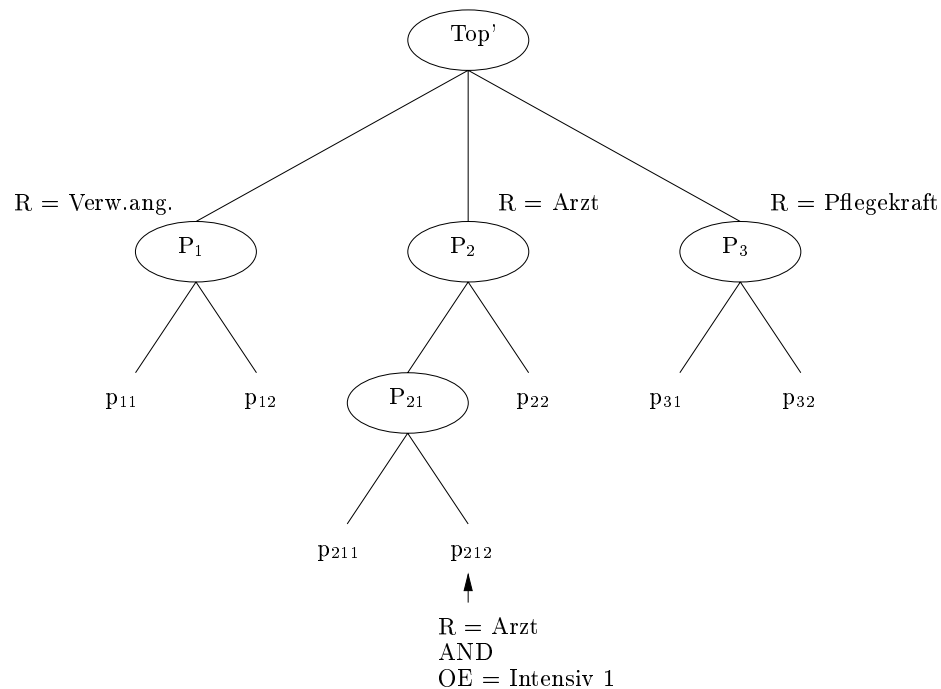 Top'
R = Verw.ang.
R = Arzt
R = Pflegekraft
P₁
P₂
P₃
p₁₁
p₁₂
P₂₁
p₂₂
p₃₁
p₃₂
p₂₁₁
p₂₁₂
R = Arzt
AND
OE = Intensiv 1